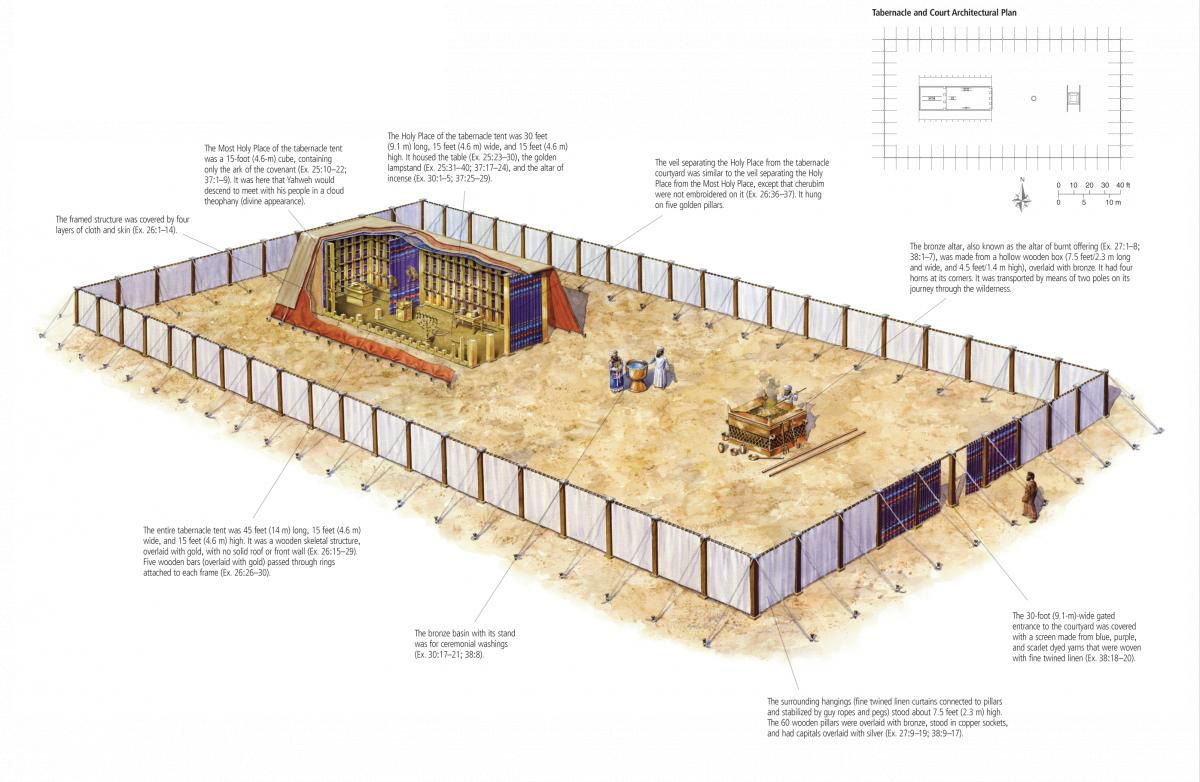 Tabernacle and Court Architectural Plan
N
0 10 20 30 40 ft
0 5 10 m
The Holy Place of the tabernacle tent was 30 feet
(9.1 m) long, 15 feet (4.6 m) wide, and 15 feet (4.6 m)
high. It housed the table (Ex. 25:23–30), the golden
lampstand (Ex. 25:31–40; 37:17–24), and the altar of
incense (Ex. 30:1–5; 37:25–29).
The Most Holy Place of the tabernacle tent
was a 15-foot (4.6-m) cube, containing
only the ark of the covenant (Ex. 25:10–22;
37:1–9). It was here that Yahweh would
descend to meet with his people in a cloud
theophany (divine appearance).
The veil separating the Holy Place from the tabernacle
courtyard was similar to the veil separating the Holy
Place from the Most Holy Place, except that cherubim
were not embroidered on it (Ex. 26:36–37). It hung
on five golden pillars.
The framed structure was covered by four
layers of cloth and skin (Ex. 26:1–14).
The bronze altar, also known as the altar of burnt offering (Ex. 27:1–8;
38:1–7), was made from a hollow wooden box (7.5 feet/2.3 m long
and wide, and 4.5 feet/1.4 m high), overlaid with bronze. It had four
horns at its corners. It was transported by means of two poles on its
journey through the wilderness.
The entire tabernacle tent was 45 feet (14 m) long, 15 feet (4.6 m)
wide, and 15 feet (4.6 m) high. It was a wooden skeletal structure,
overlaid with gold, with no solid roof or front wall (Ex. 26:15–29).
Five wooden bars (overlaid with gold) passed through rings
attached to each frame (Ex. 26:26–30).
The bronze basin with its stand
was for ceremonial washings
(Ex. 30:17–21; 38:8).
The 30-foot (9.1-m)-wide gated
entrance to the courtyard was covered
with a screen made from blue, purple,
and scarlet dyed yarns that were woven
with fine twined linen (Ex. 38:18–20).
The surrounding hangings (fine twined linen curtains connected to pillars
and stabilized by guy ropes and pegs) stood about 7.5 feet (2.3 m) high.
The 60 wooden pillars were overlaid with bronze, stood in copper sockets,
and had capitals overlaid with silver (Ex. 27:9–19; 38:9–17).